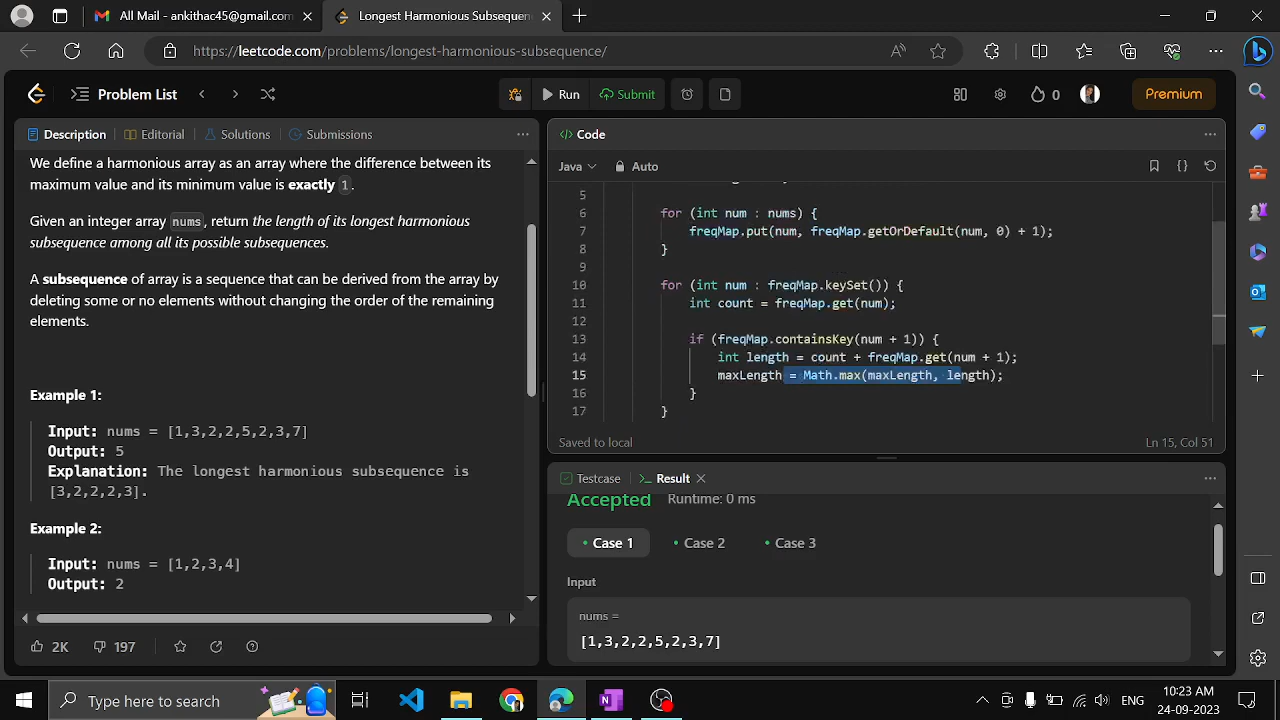 All Mail - ankithac45@gmail.com
Longest Harmonious Subsequen
https://leetcode.com/problems/longest-harmonious-subsequence/
Problem List
Run
Submit
0
Premium
Description
Editorial
Solutions
Submissions
We define a harmonious array as an array where the difference between its
maximum value and its minimum value is exactly 1.
Given an integer array nums, return the length of its longest harmonious
subsequence among all its possible subsequences.
A subsequence of array is a sequence that can be derived from the array by
deleting some or no elements without changing the order of the remaining
elements.
Example 1:
Input: nums = [1,3,2,2,5,2,3,7]
Output: 5
Explanation: The longest harmonious subsequence is
[3,2,2,2,3].
Example 2:
Input: nums = [1,2,3,4]
Output: 2
2K
197
Code
Java
Auto
5
6 for (int num : nums) {
7 freqMap.put(num, freqMap.getOrDefault(num, 0) + 1);
8 }
9
10 for (int num : freqMap.keySet()) {
11 int count = freqMap.get(num);
12
13 if (freqMap.containsKey(num + 1)) {
14 int length = count + freqMap.get(num + 1);
15 maxLength = Math.max(maxLength, length);
16 }
17 }
Saved to local
Ln 15, Col 51
Testcase
Result
Accepted
Runtime: 0 ms
Case 1
Case 2
Case 3
Input
nums =
[1,3,2,2,5,2,3,7]
Type here to search
ENG
10:23 AM
24-09-2023